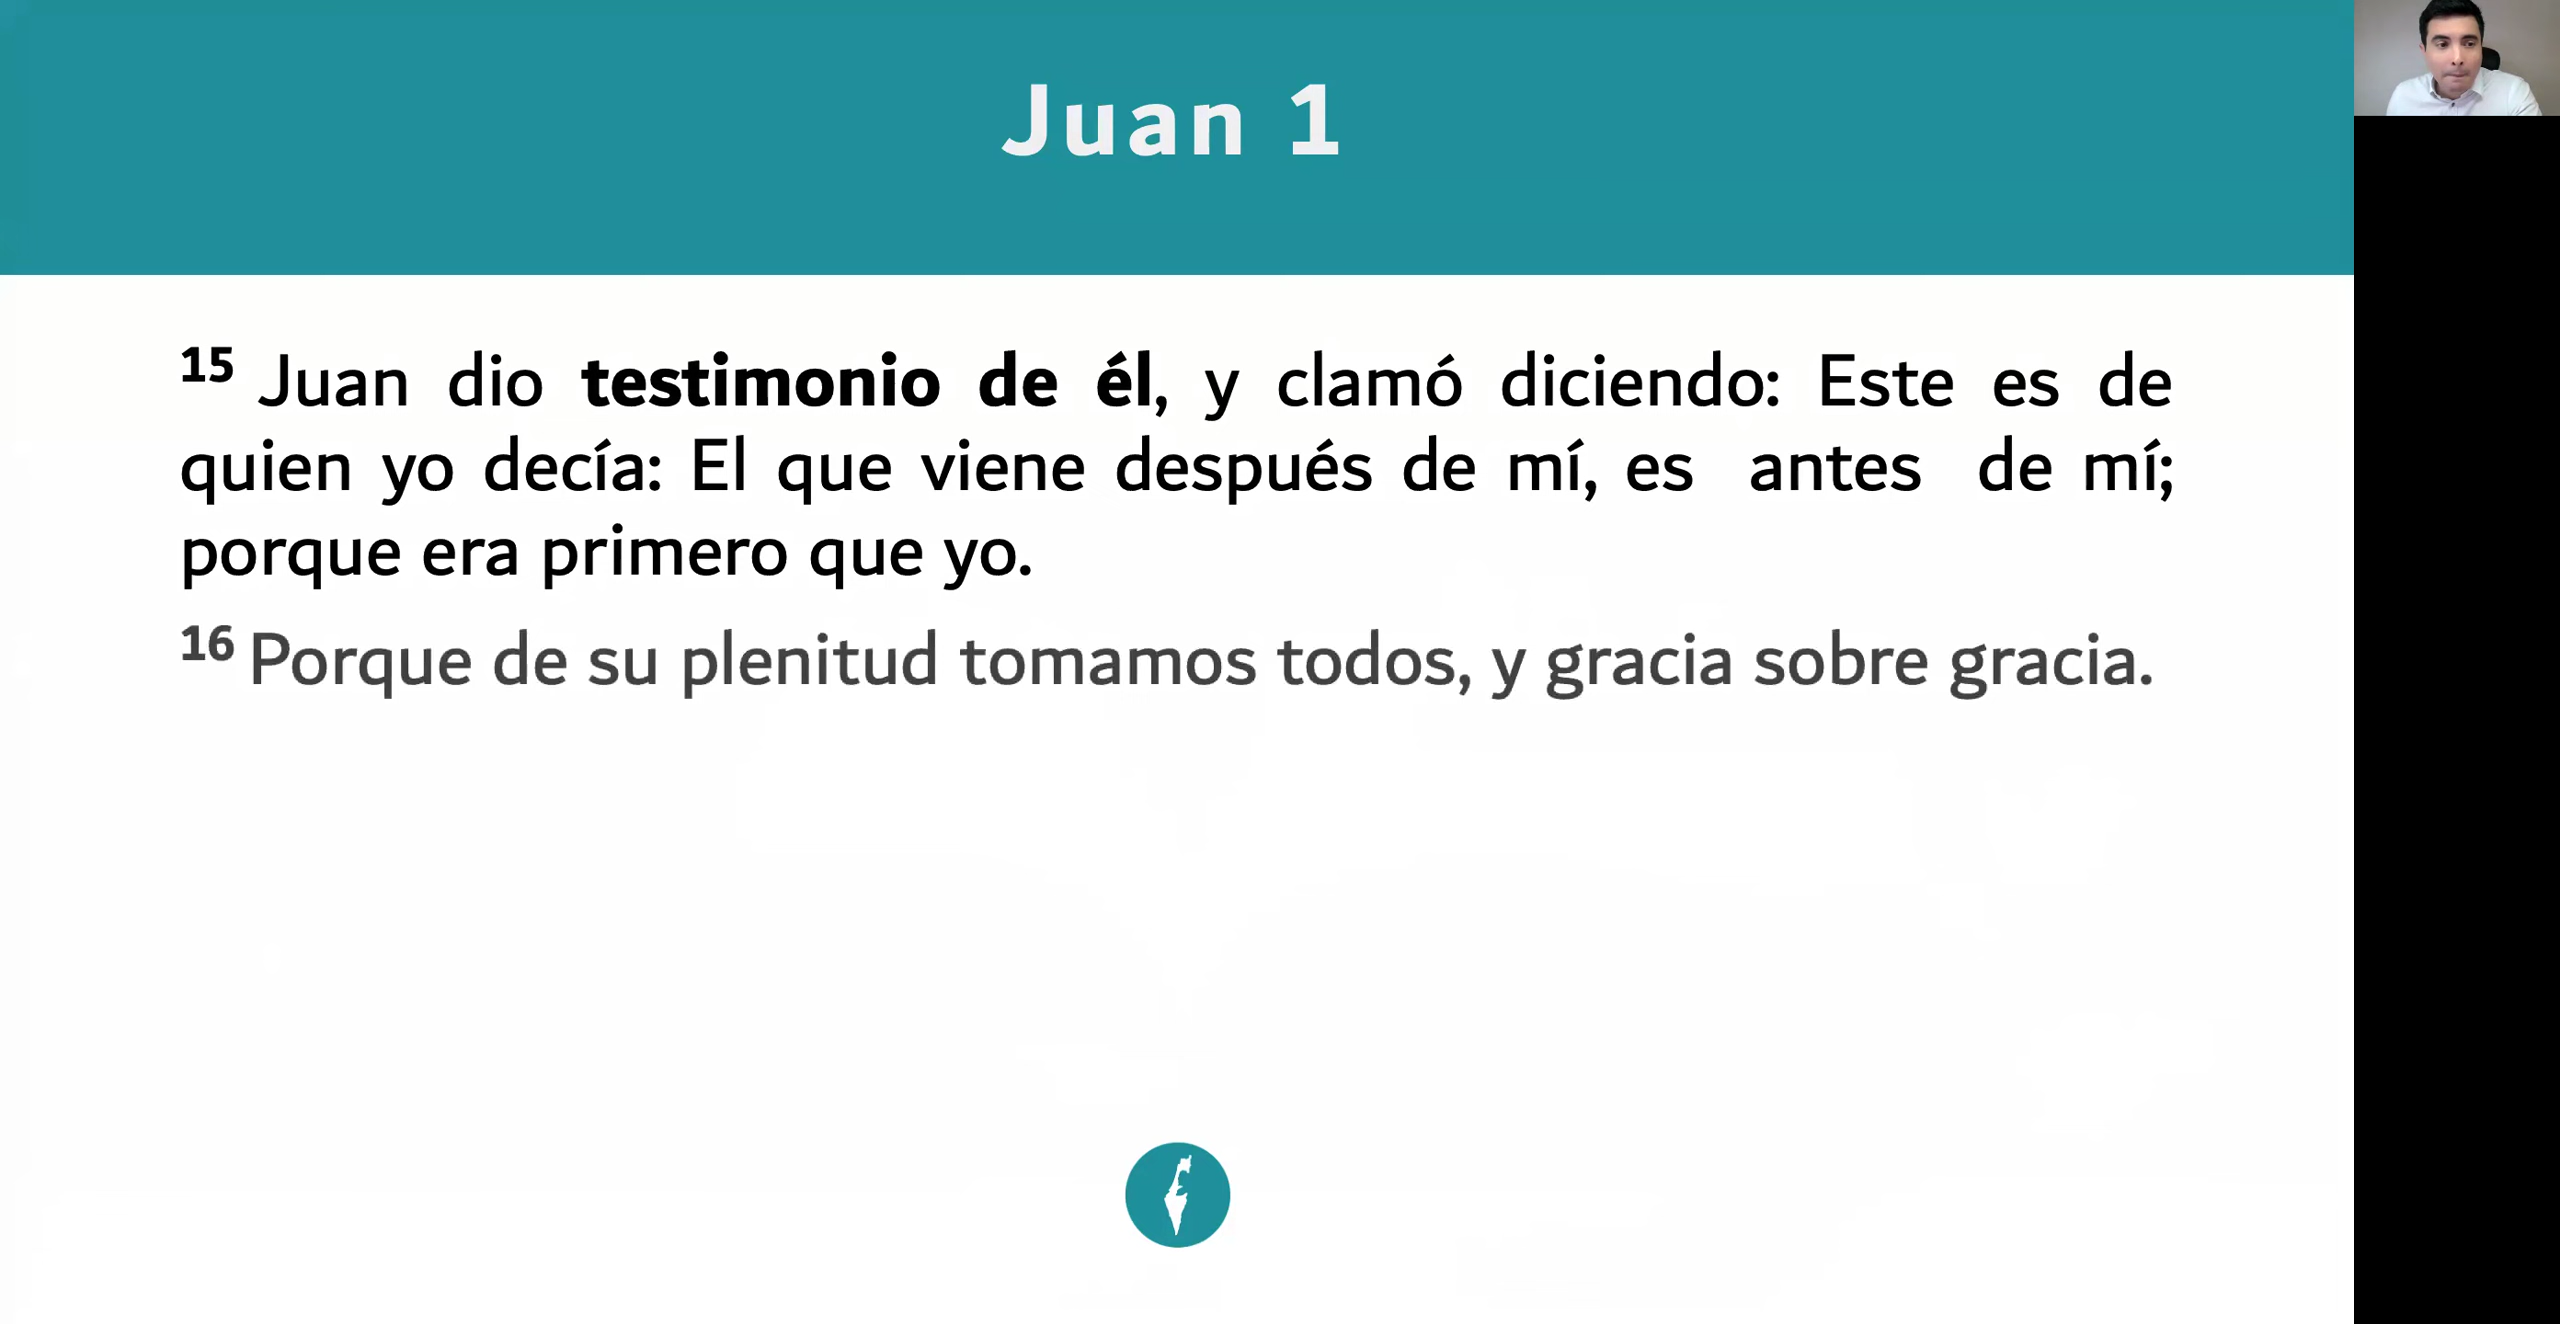 Juan 1
15 Juan dio testimonio de él, y clamó diciendo: Este es de
quien yo decía: El que viene después de mí, es antes de mí;
porque era primero que yo.
16 Porque de su plenitud tomamos todos, y gracia sobre gracia.